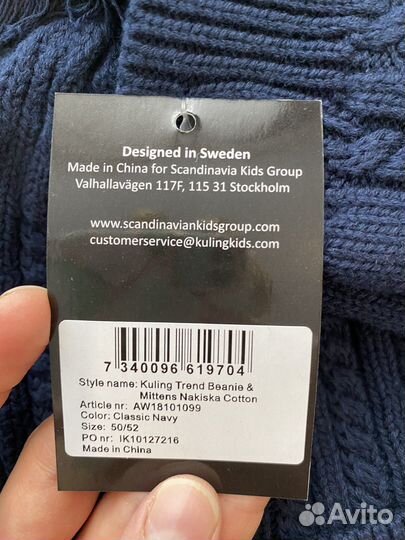 Designed in Sweden
Made in China for Scandinavia Kids Group
Valhallavägen 117F, 115 31 Stockholm
www.scandinaviankidsgroup.com
customerservice@kulingkids.com
7 340096 619704
Style name: Kuling Trend Beanie &
Mittens Nakiska Cotton
Article nr: AW18101099
Color: Classic Navy
Size: 50/52
PO nr: IK10127216
Made in China
Avito